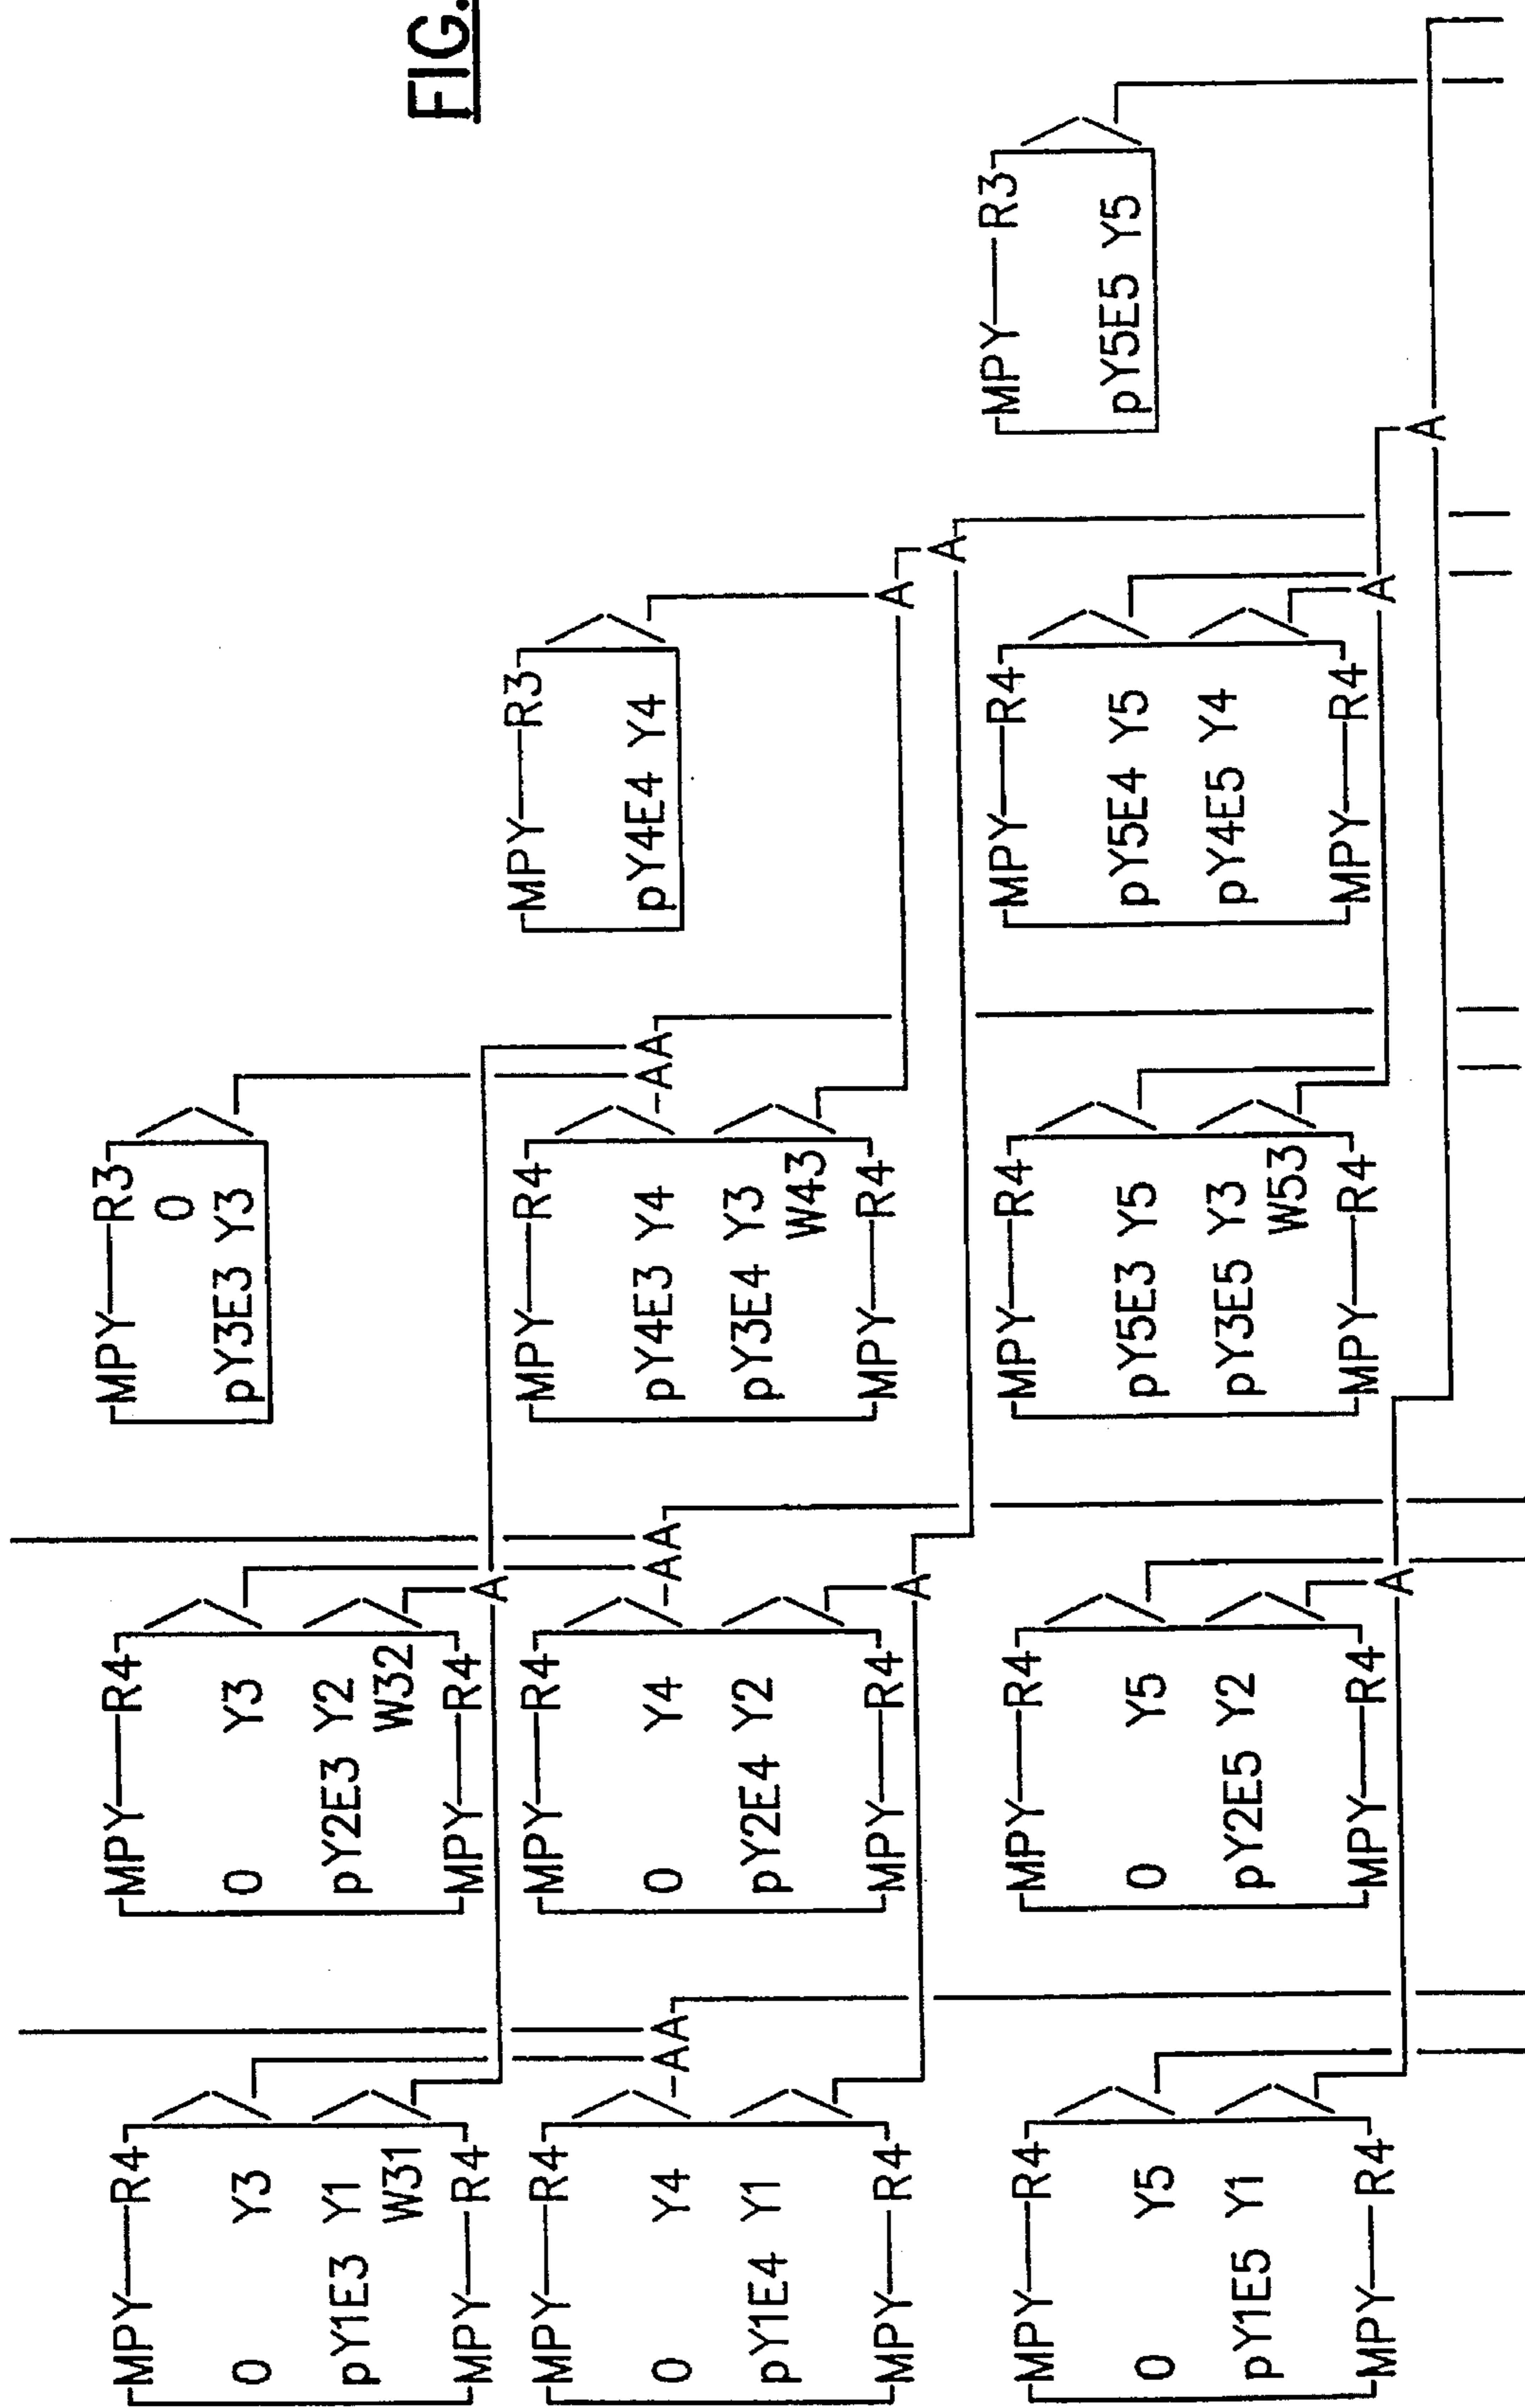 MPY—R4
0 Y3
pY1E3 Y1
W31
MPY—R4
MPY—R4
0 Y3
pY2E3 Y2
W32
MPY—R4
A
MPY—R3
0
pY3E3 Y3
FIG.
MPY—R4
0 Y4
A A
pY1E4 Y1
MPY—R4
MPY—R4
0 Y4
A A
pY2E4 Y2
MPY—R4
A
MPY—R4
pY4E3 Y4
A A
pY3E4 Y3
W43
MPY—R4
MPY—R3
pY4E4 Y4
A
A
MPY—R4
0 Y5
pY1E5 Y1
MPY—R4
MPY—R4
0 Y5
pY2E5 Y2
MPY—R4
A
MPY—R4
pY5E3 Y5
pY3E5 Y3
W53
MPY—R4
MPY—R4
pY5E4 Y5
pY4E5 Y4
MPY—R4
A
MPY—R3
pY5E5 Y5
A